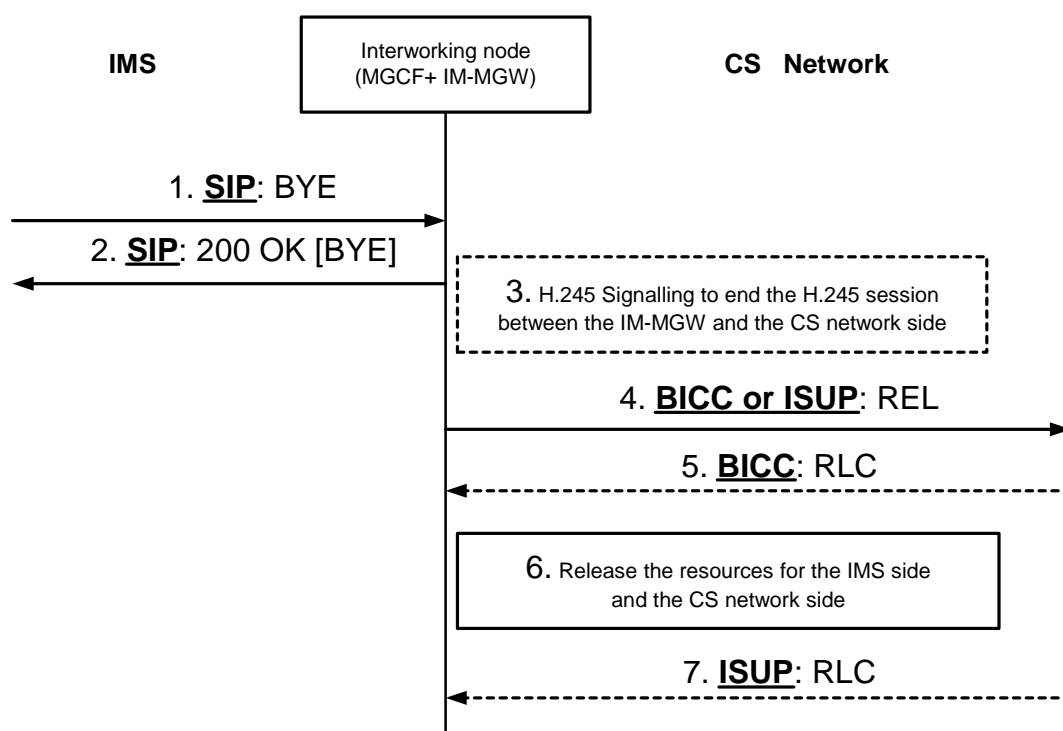 IMS
Interworking node
(MGCF+ IM-MGW)
CS Network
1. SIP: BYE
2. SIP: 200 OK [BYE]
3. H.245 Signalling to end the H.245 session
between the IM-MGW and the CS network side
4. BICC or ISUP: REL
5. BICC: RLC
6. Release the resources for the IMS side
and the CS network side
7. ISUP: RLC